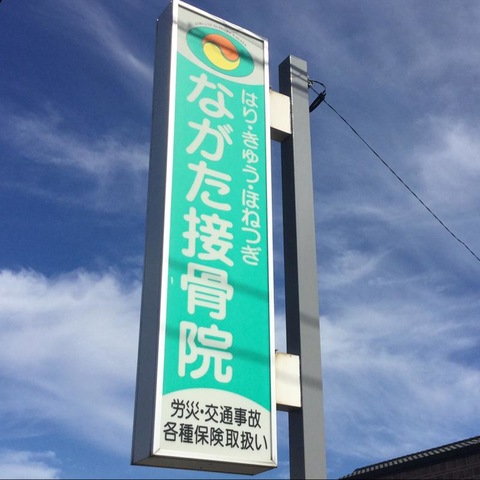 はり・きゅう・ほねつぎ
ながた接骨院
労災・交通事故
各種保険取扱い